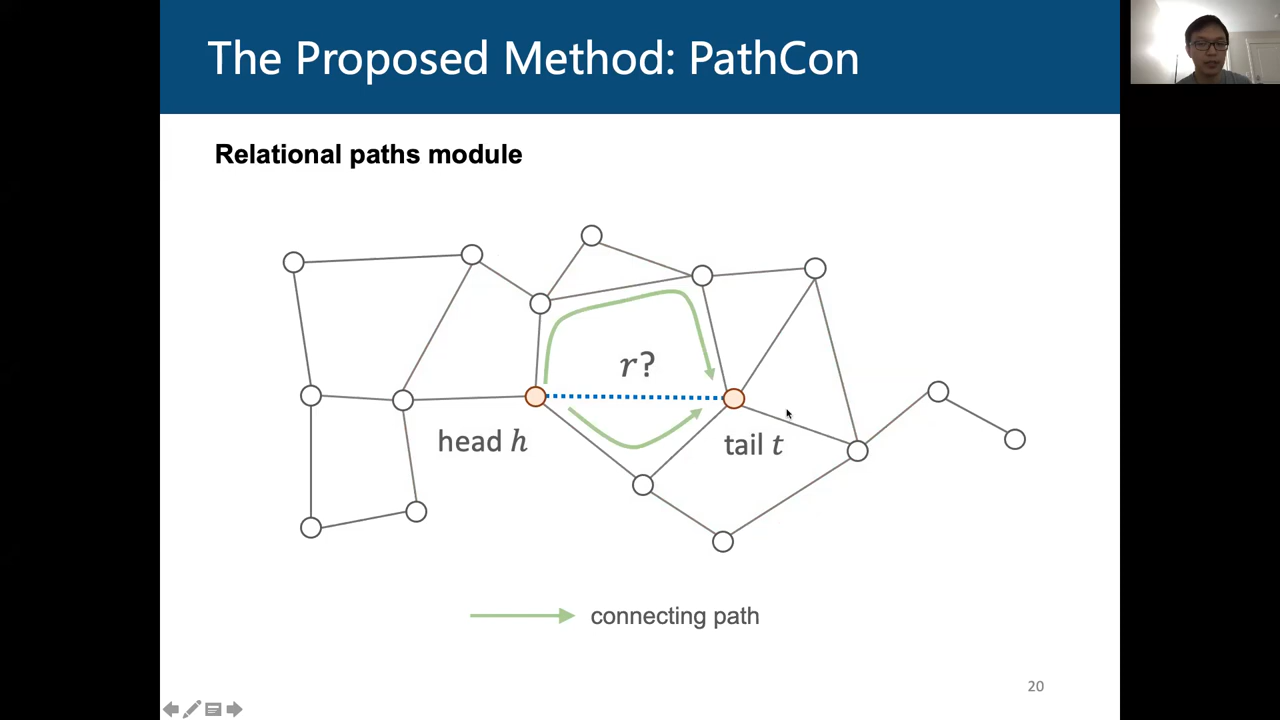 The Proposed Method: PathCon
Relational paths module
r?
head h
tail t
connecting path
20